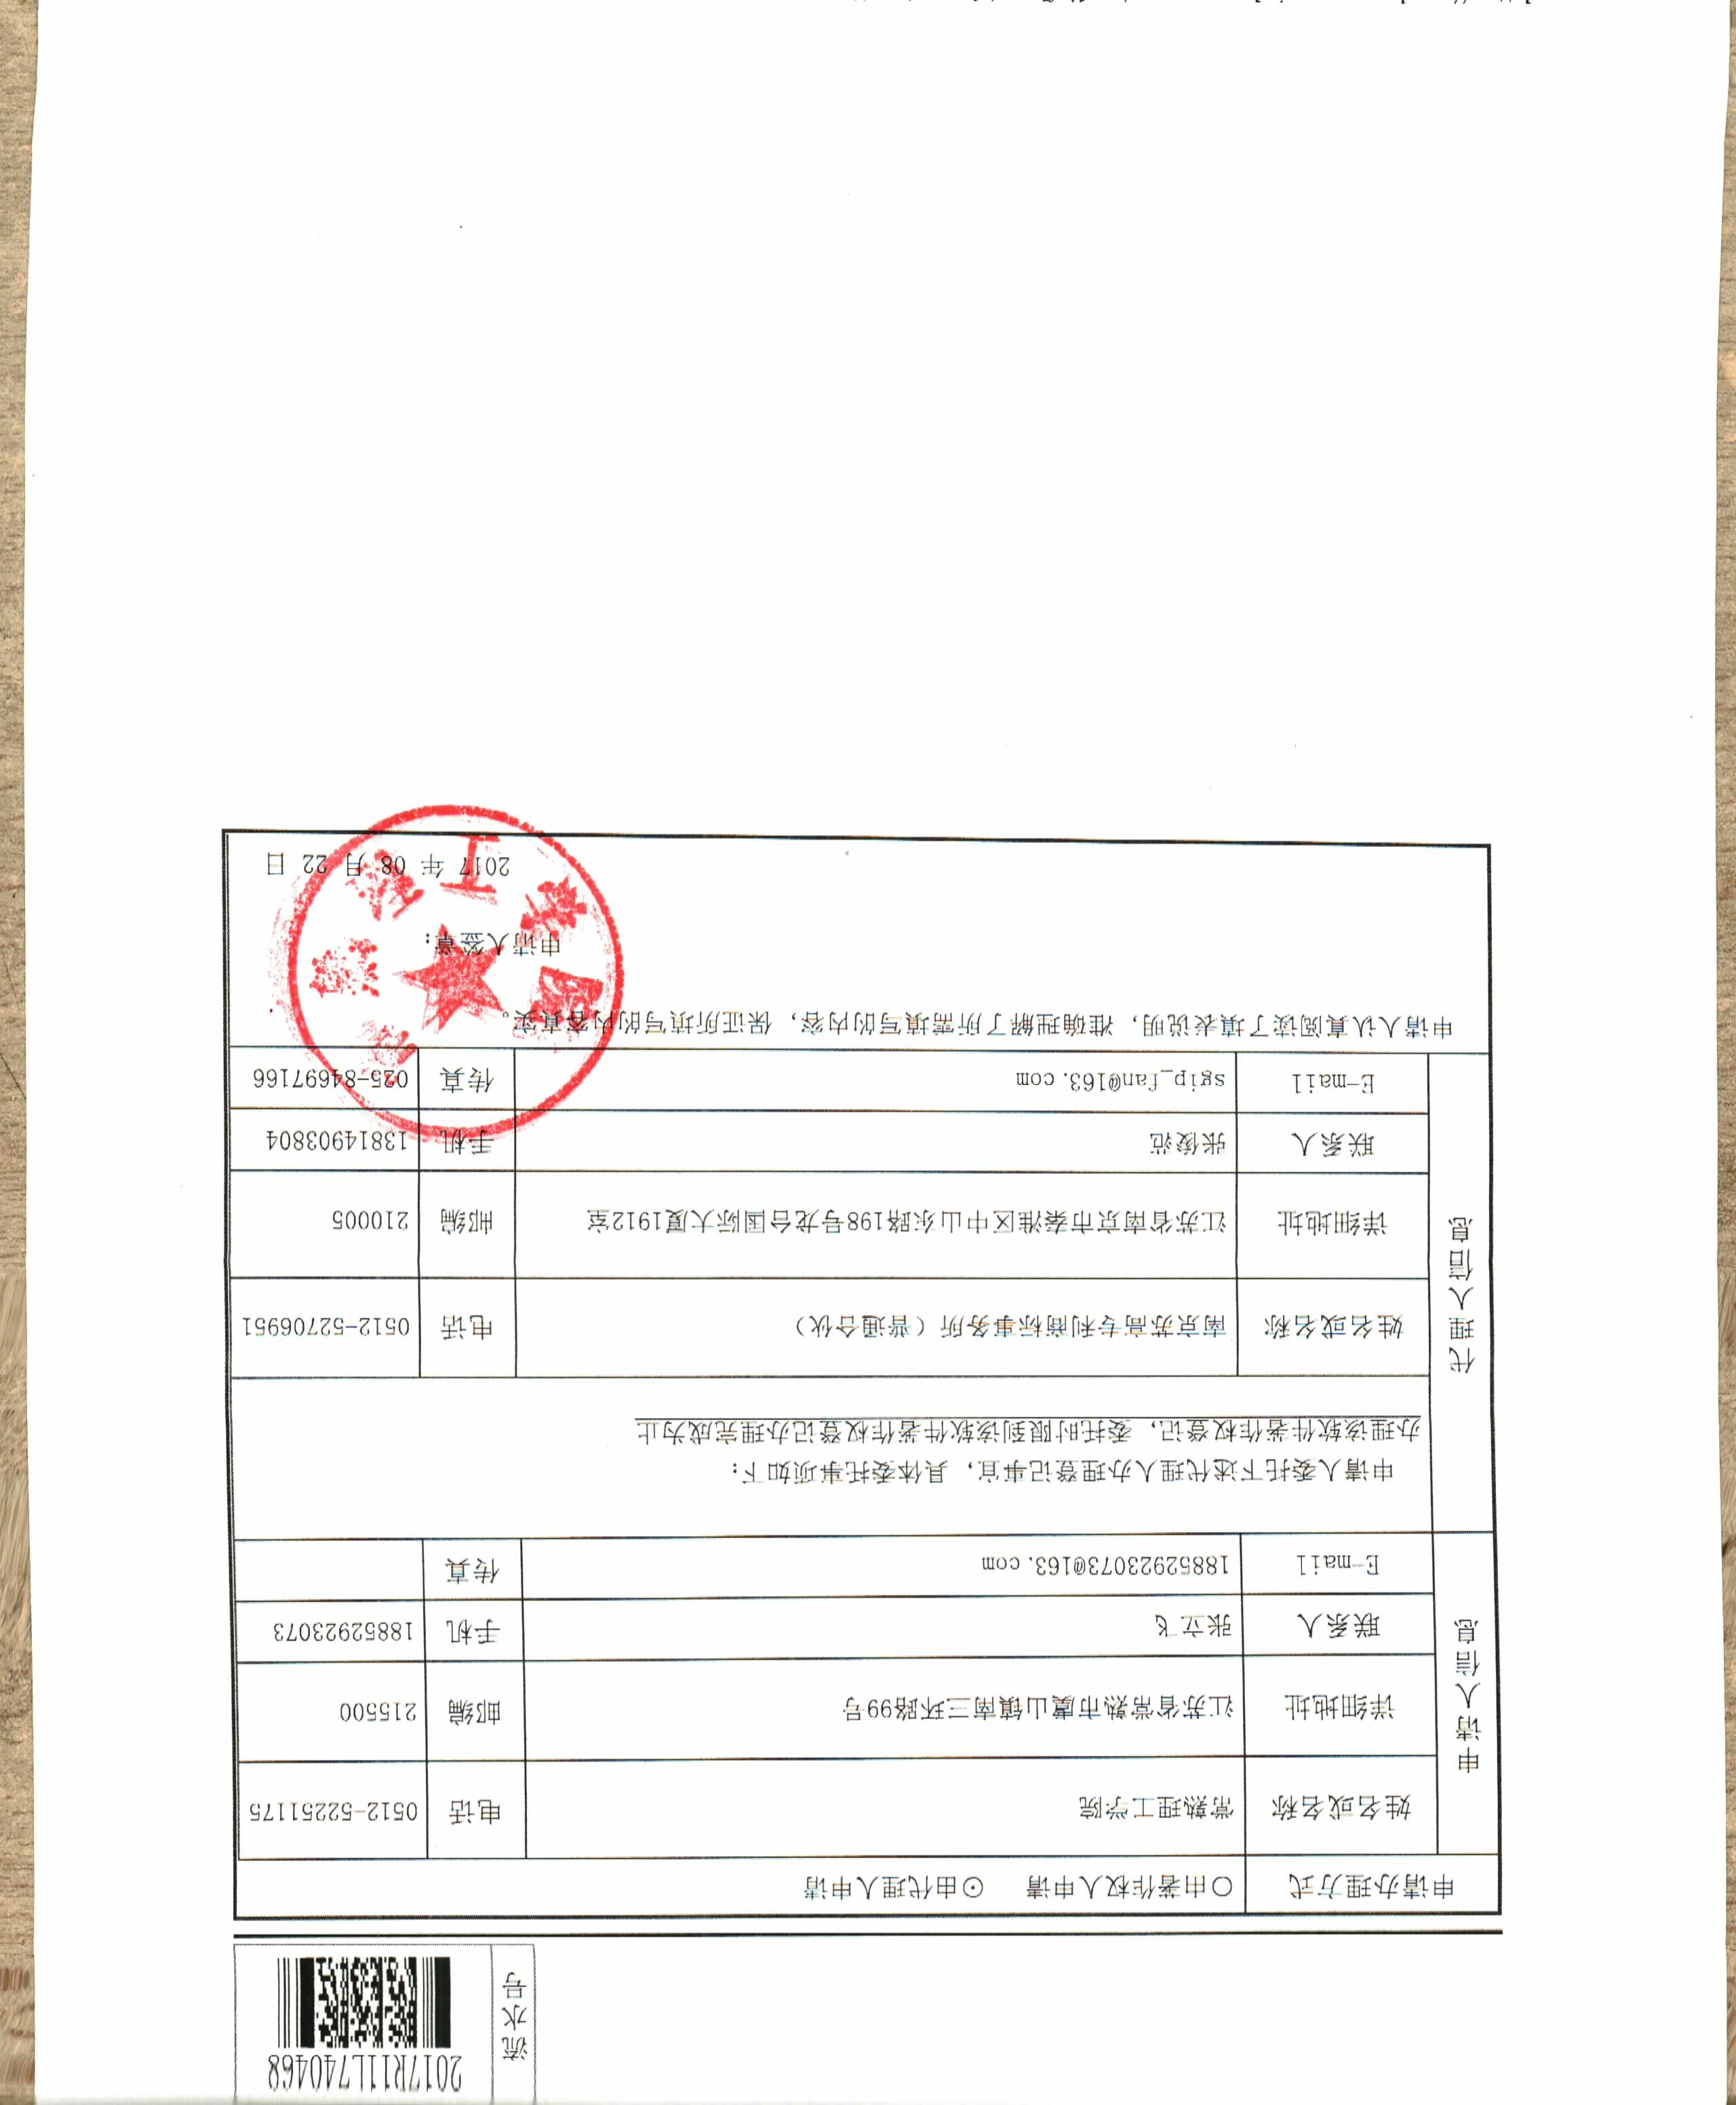 流水号
2017R11L740468
申请办理方式 ○由著作权人申请 ⊙由代理人申请
申请人信息
姓名或名称 常熟理工学院 电话 0512-52251175
详细地址 江苏省常熟市虞山镇南三环路99号 邮编 215500
联系人 张立飞 手机 18852923073
E-mail 18852923073@163.com 传真
代理人信息
申请人委托下述代理人办理登记事宜，具体委托事项如下：
办理该软件著作权登记，委托时限到该软件著作权登记办理完成为止
姓名或名称 南京苏高专利商标事务所（普通合伙） 电话 0512-52706951
详细地址 江苏省南京市秦淮区中山东路198号龙台国际大厦1912室 邮编 210005
联系人 张俊范 手机 13814903804
E-mail sgip_fan@163.com 传真 025-84697166
申请人认真阅读了填表说明，准确理解了所需填写的内容，保证所填写的内容真实。
申请人签章：
2017 年 08 月 22 日